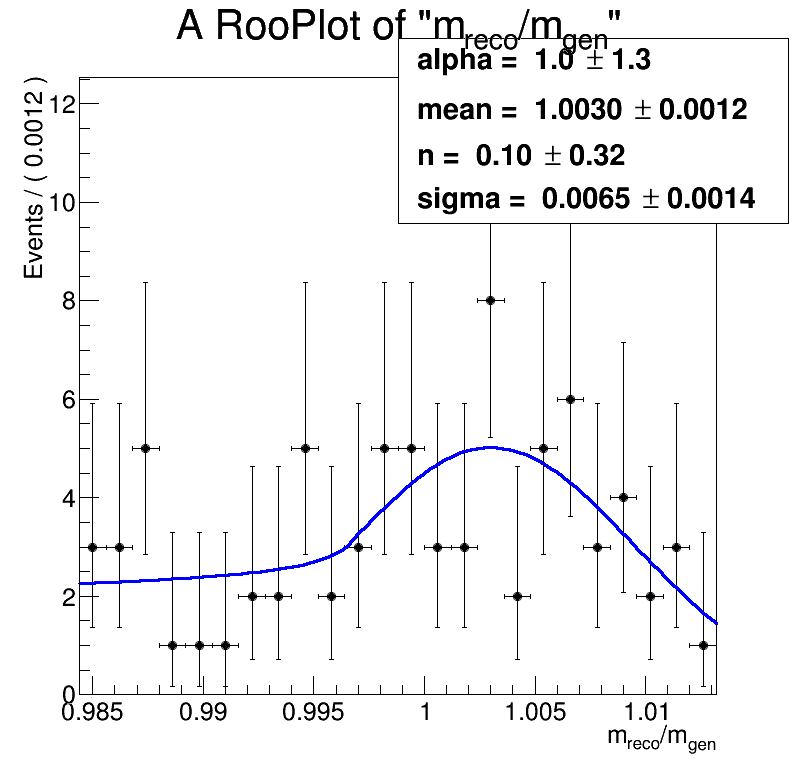 A RooPlot of "m_reco/m_gen"
alpha = 1.0 ± 1.3
mean = 1.0030 ± 0.0012
n = 0.10 ± 0.32
sigma = 0.0065 ± 0.0014
Events / ( 0.0012 )
12
10
8
6
4
2
0
0.985 0.99 0.995 1 1.005 1.01
m_reco/m_gen